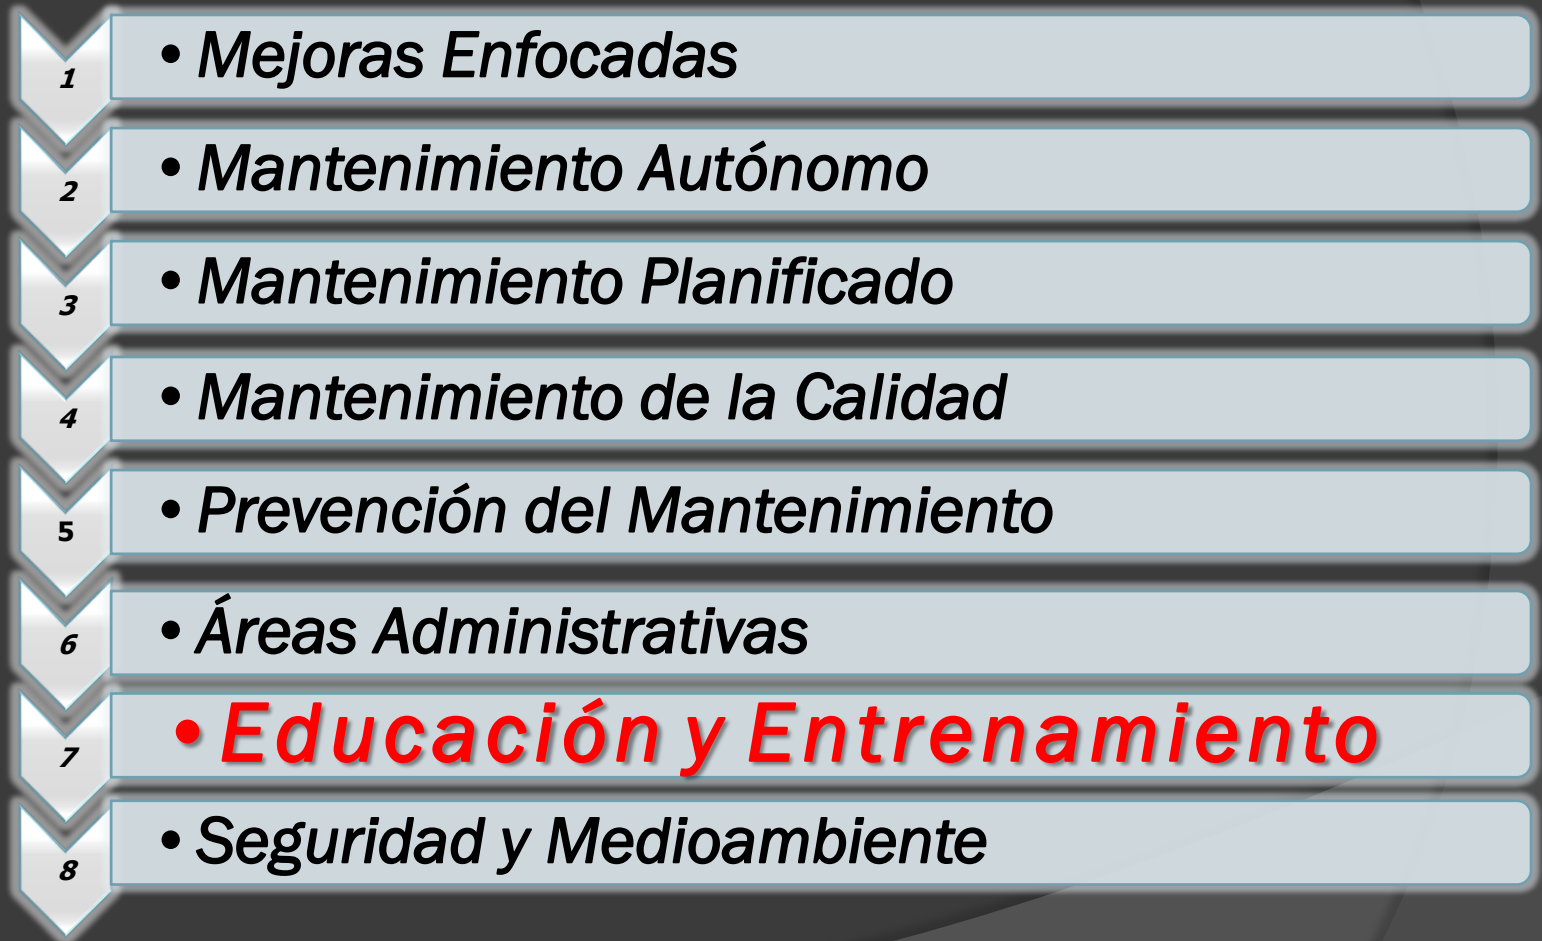 1 • Mejoras Enfocadas
2 • Mantenimiento Autónomo
3 • Mantenimiento Planificado
4 • Mantenimiento de la Calidad
5 • Prevención del Mantenimiento
6 • Áreas Administrativas
7 • Educación y Entrenamiento
8 • Seguridad y Medioambiente